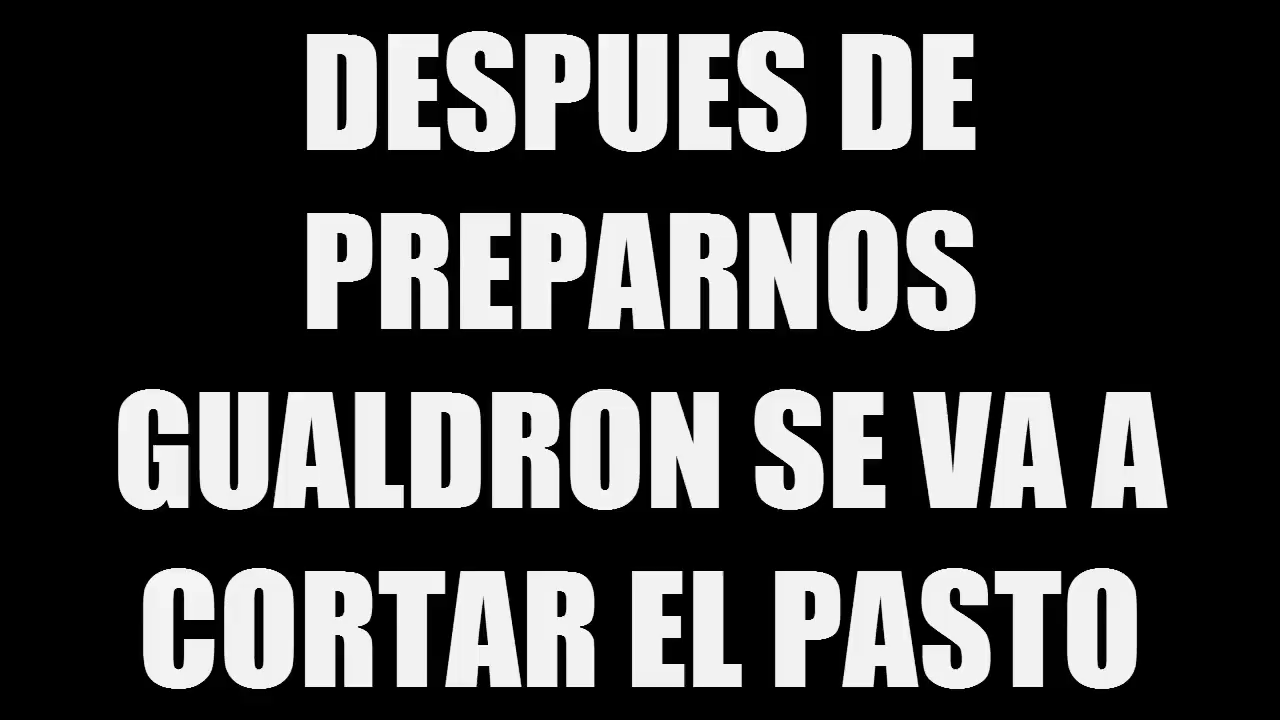 DESPUES DE
PREPARNOS
GUALDRON SE VA A
CORTAR EL PASTO